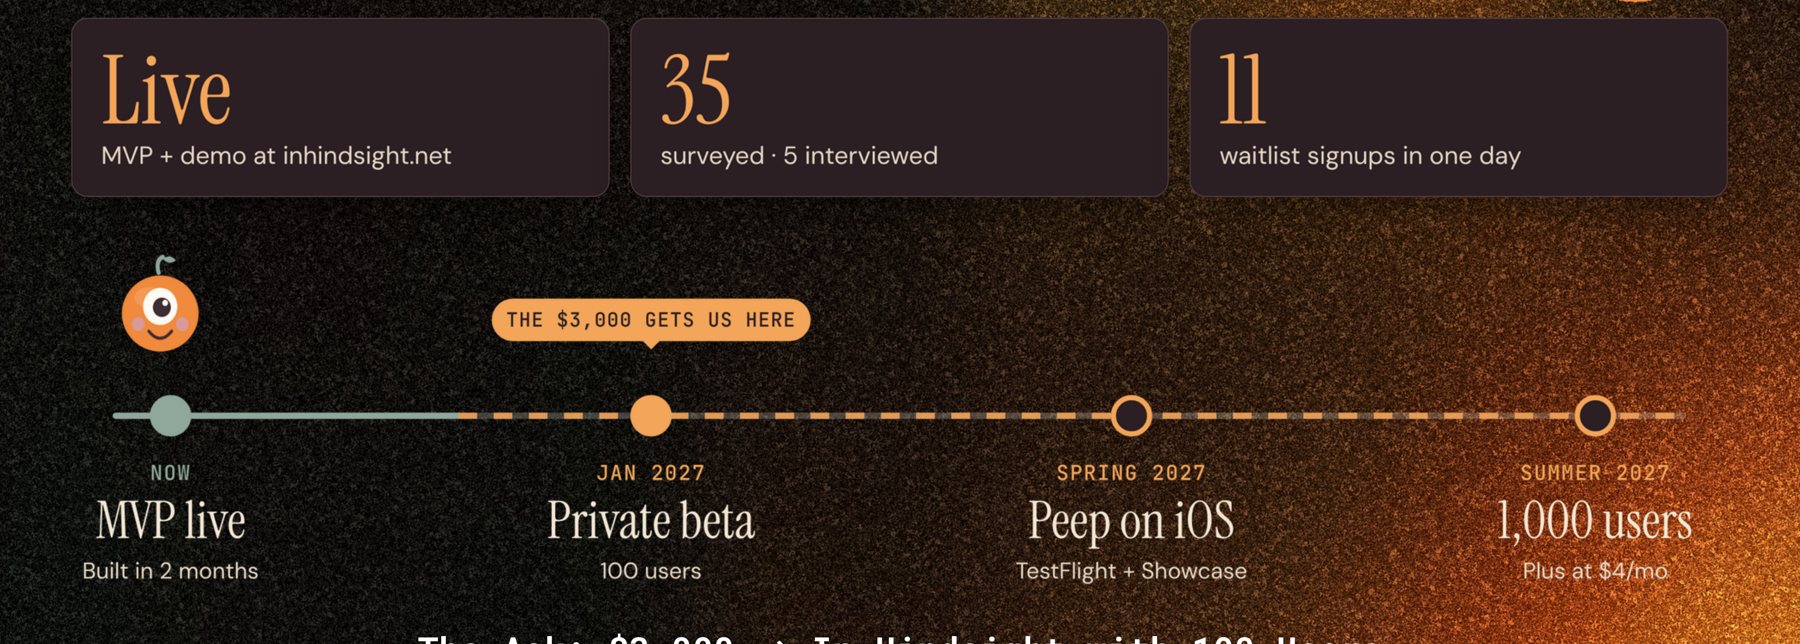 Live
MVP + demo at inhindsight.net
35
surveyed · 5 interviewed
11
waitlist signups in one day
THE $3,000 GETS US HERE
NOW
MVP live
Built in 2 months
JAN 2027
Private beta
100 users
SPRING 2027
Peep on iOS
TestFlight + Showcase
SUMMER 2027
1,000 users
Plus at $4/mo